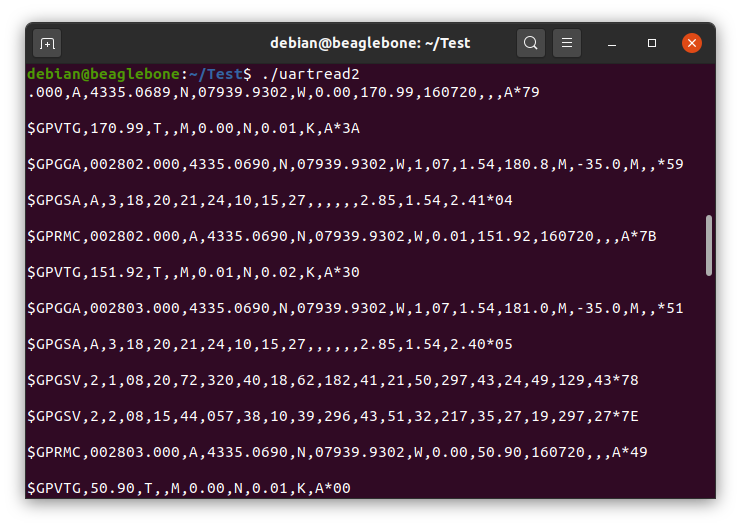 debian@beaglebone: ~/Test
debian@beaglebone:~/Test$ ./uartread2
.000,A,4335.0689,N,07939.9302,W,0.00,170.99,160720,,,A*79
$GPVTG,170.99,T,,M,0.00,N,0.01,K,A*3A
$GPGGA,002802.000,4335.0690,N,07939.9302,W,1,07,1.54,180.8,M,-35.0,M,,*59
$GPGSA,A,3,18,20,21,24,10,15,27,,,,,,2.85,1.54,2.41*04
$GPRMC,002802.000,A,4335.0690,N,07939.9302,W,0.01,151.92,160720,,,A*7B
$GPVTG,151.92,T,,M,0.01,N,0.02,K,A*30
$GPGGA,002803.000,4335.0690,N,07939.9302,W,1,07,1.54,181.0,M,-35.0,M,,*51
$GPGSA,A,3,18,20,21,24,10,15,27,,,,,,2.85,1.54,2.40*05
$GPGSV,2,1,08,20,72,320,40,18,62,182,41,21,50,297,43,24,49,129,43*78
$GPGSV,2,2,08,15,44,057,38,10,39,296,43,51,32,217,35,27,19,297,27*7E
$GPRMC,002803.000,A,4335.0690,N,07939.9302,W,0.00,50.90,160720,,,A*49
$GPVTG,50.90,T,,M,0.00,N,0.01,K,A*00